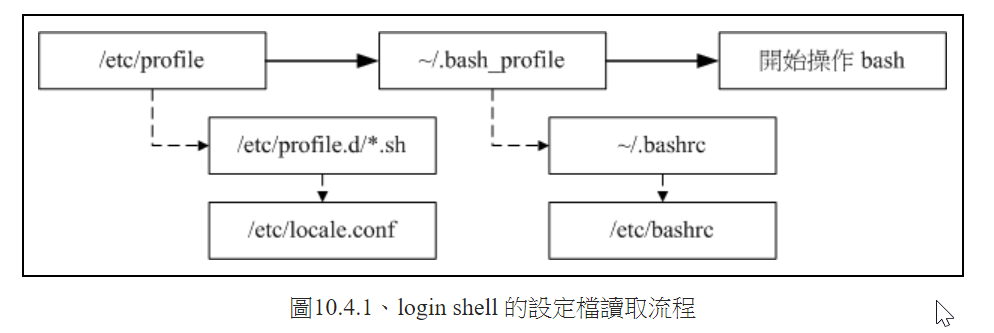 /etc/profile
~/.bash_profile
開始操作 bash
/etc/profile.d/*.sh
~/.bashrc
/etc/locale.conf
/etc/bashrc
圖10.4.1、login shell 的設定檔讀取流程